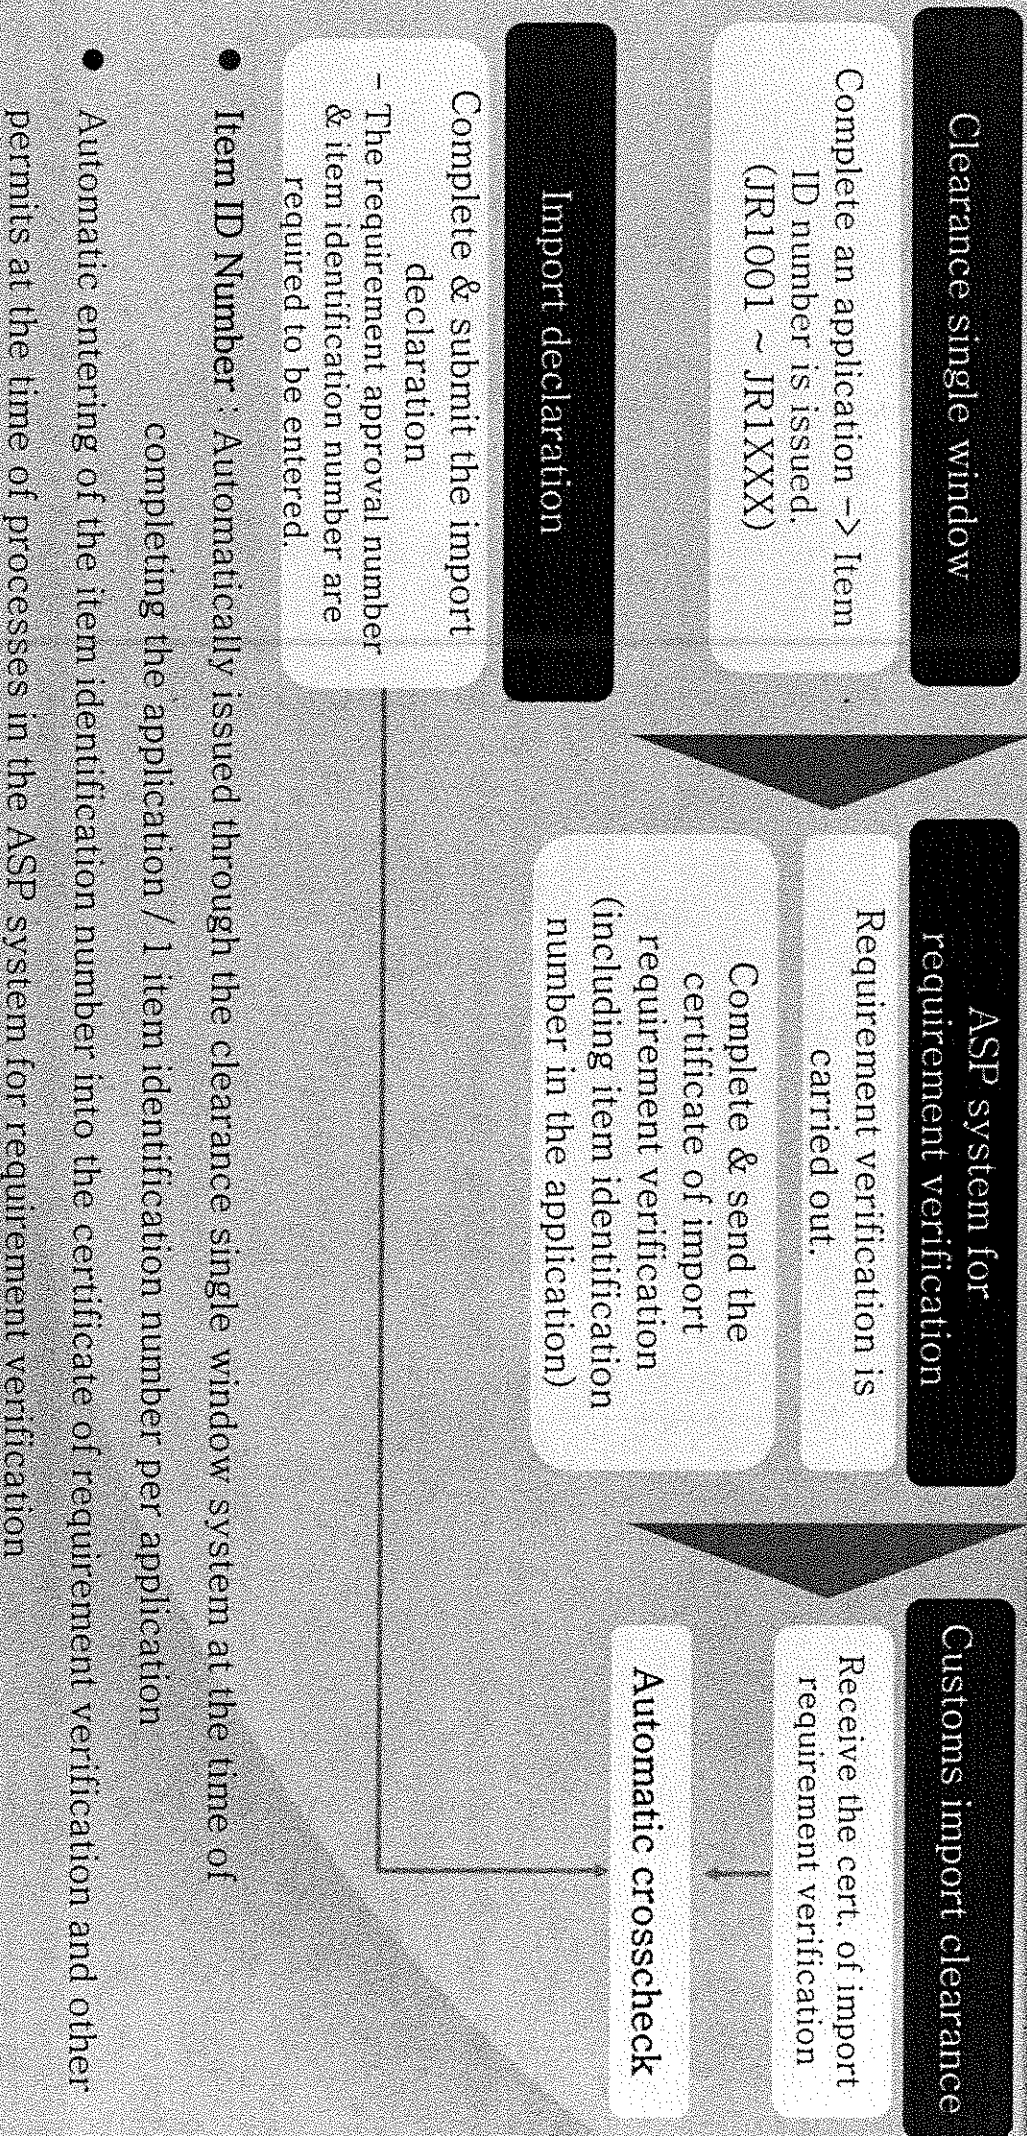 Clearance single window
Complete an application -> Item
ID number is issued.
(JR1001 ~ JR1XXX)
Import declaration
Complete & submit the import
declaration
- The requirement approval number
& item identification number are
required to be entered.
ASP system for
requirement verification
Requirement verification is
carried out.
Complete & send the
certificate of import
requirement verification
(including item identification
number in the application)
Customs import clearance
Receive the cert. of import
requirement verification
Automatic crosscheck
● Item ID Number : Automatically issued through the clearance single window system at the time of
completing the application / 1 item identification number per application
● Automatic entering of the item identification number into the certificate of requirement verification and other
permits at the time of processes in the ASP system for requirement verification